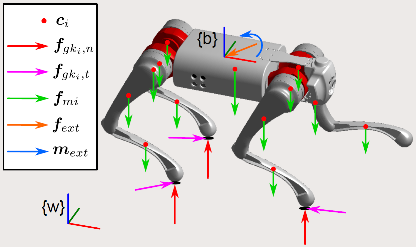 c_i
f_{gk_i,n}
f_{gk_i,t}
f_{mi}
f_{ext}
m_{ext}
{b}
{w}